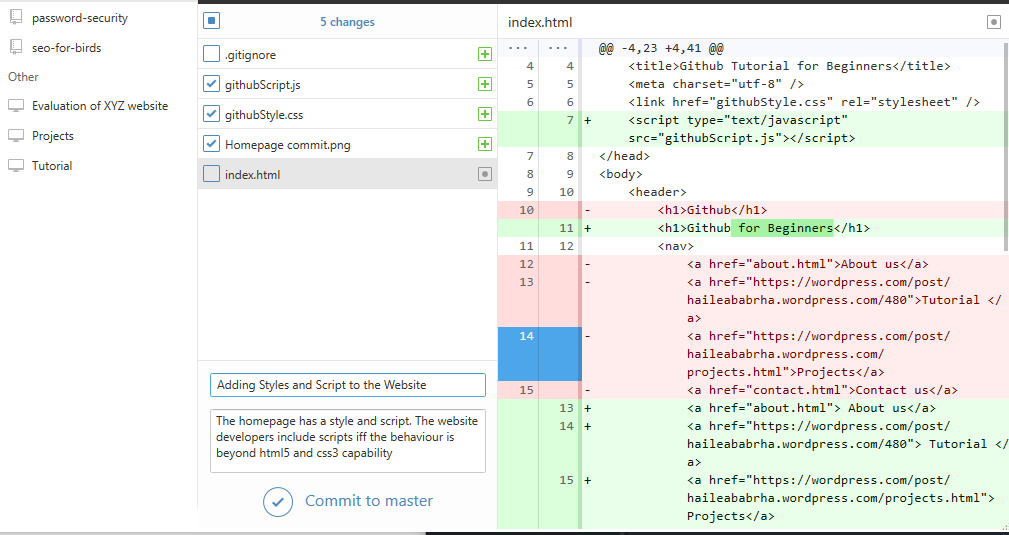 password-security
seo-for-birds
Other
Evaluation of XYZ website
Projects
Tutorial
5 changes
.gitignore
githubScript.js
githubStyle.css
Homepage commit.png
index.html
Adding Styles and Script to the Website
The homepage has a style and script. The website
developers include scripts iff the behaviour is
beyond html5 and css3 capability
Commit to master
index.html
... ... @@ -4,23 +4,41 @@
4 4 <title>Github Tutorial for Beginners</title>
5 5 <meta charset="utf-8" />
6 6 <link href="githubStyle.css" rel="stylesheet" />
7 + <script type="text/javascript"
src="githubScript.js"></script>
7 8 </head>
8 9 <body>
9 10 <header>
10 - <h1>Github</h1>
11 + <h1>Github for Beginners</h1>
11 12 <nav>
12 - <a href="about.html">About us</a>
13 - <a href="https://wordpress.com/post/
haileababrha.wordpress.com/480">Tutorial </
a>
14 - <a href="https://wordpress.com/post/
haileababrha.wordpress.com/
projects.html">Projects</a>
15 - <a href="contact.html">Contact us</a>
13 + <a href="about.html"> About us</a>
14 + <a href="https://wordpress.com/post/
haileababrha.wordpress.com/480"> Tutorial </
a>
15 + <a href="https://wordpress.com/post/
haileababrha.wordpress.com/projects.html">
Projects</a>